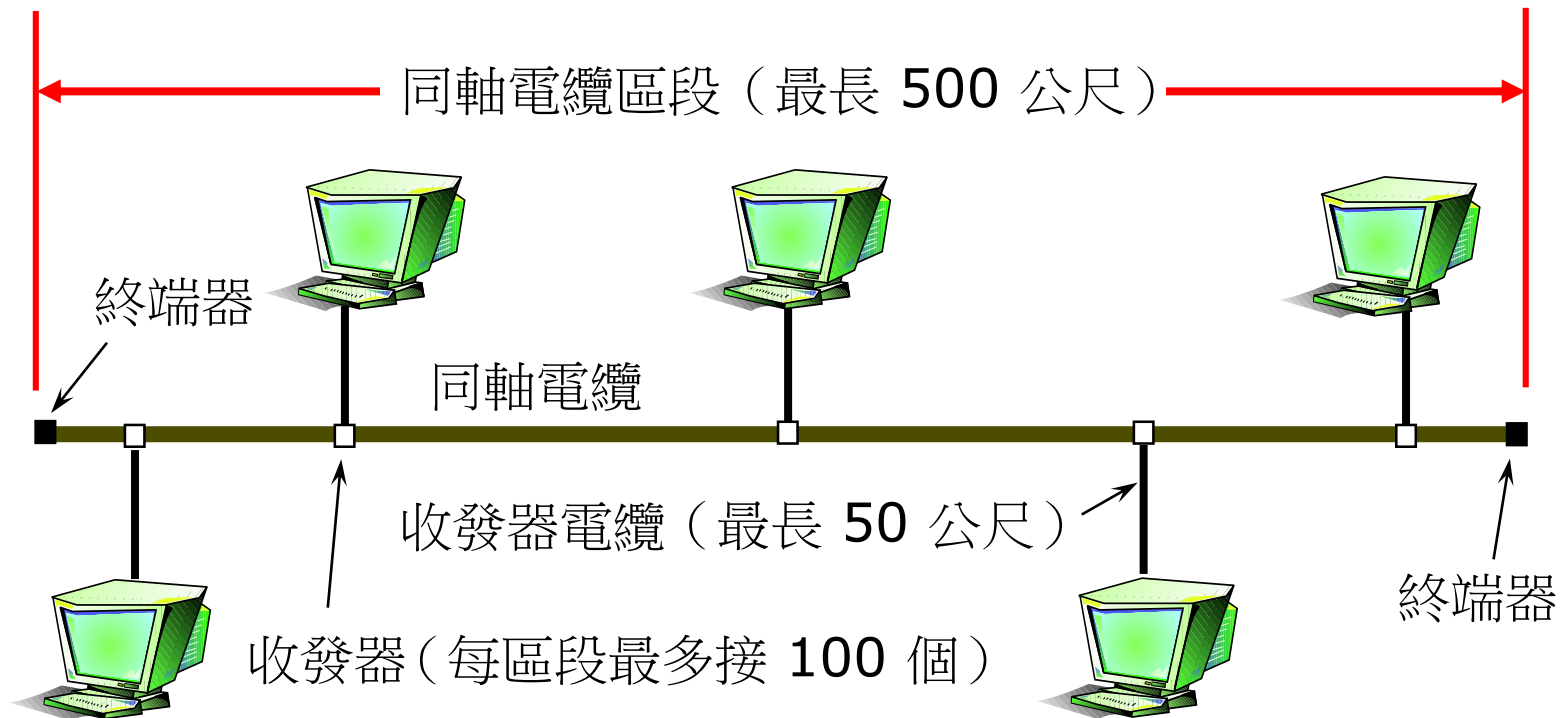 同軸電纜區段（最長 500 公尺）
終端器
同軸電纜
收發器電纜（最長 50 公尺）
終端器
收發器（每區段最多接 100 個）